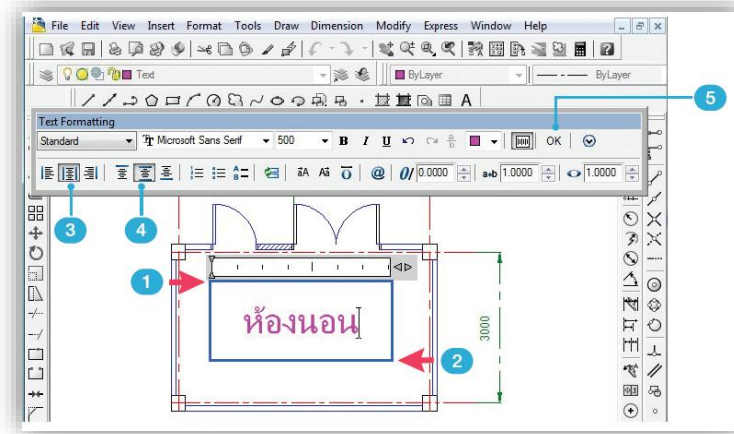 File Edit View Insert Format Tools Draw Dimension Modify Express Window Help
Text ByLayer ByLayer
A
5
Text Formatting
Standard Microsoft Sans Serif 500 B I U OK
@ 0/ 0.0000 a•b 1.0000 1.0000
3
4
1
ห้องนอน
3000
2